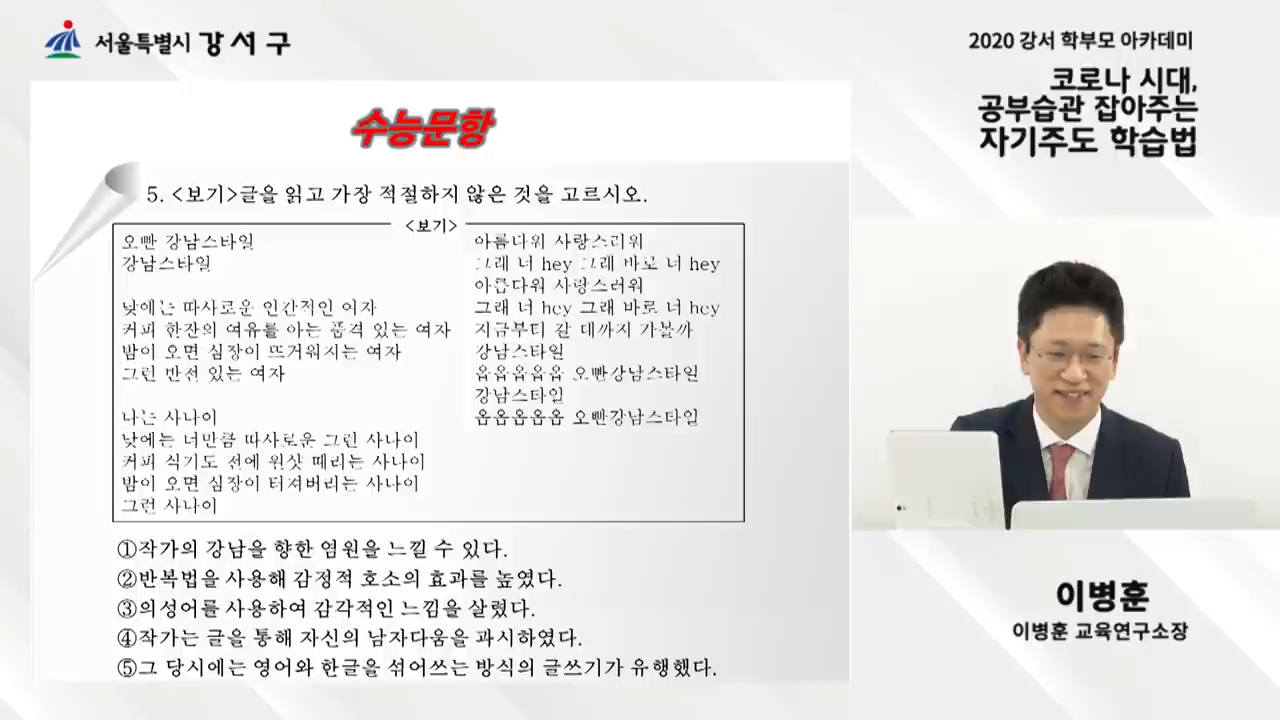 서울특별시 강서구
2020 강서 학부모 아카데미
코로나 시대,
공부습관 잡아주는
자기주도 학습법
수능문항
5. <보기>글을 읽고 가장 적절하지 않은 것을 고르시오.
<보기>
오빤 강남스타일
강남스타일
낮에는 따사로운 인간적인 여자
커피 한잔의 여유를 아는 품격 있는 여자
밤이 오면 심장이 뜨거워지는 여자
그런 반전 있는 여자
나는 사나이
낮에는 너만큼 따사로운 그런 사나이
커피 식기도 전에 원샷 때리는 사나이
밤이 오면 심장이 터져버리는 사나이
그런 사나이
아름다워 사랑스러워
그래 너 hey 그래 바로 너 hey
아름다워 사랑스러워
그래 너 hey 그래 바로 너 hey
지금부터 갈 데까지 가볼까
강남스타일
옵옵옵옵옵 오빤강남스타일
강남스타일
옵옵옵옵옵 오빤강남스타일
①작가의 강남을 향한 염원을 느낄 수 있다.
②반복법을 사용해 감정적 호소의 효과를 높였다.
③의성어를 사용하여 감각적인 느낌을 살렸다.
④작가는 글을 통해 자신의 남자다움을 과시하였다.
⑤그 당시에는 영어와 한글을 섞어쓰는 방식의 글쓰기가 유행했다.
이병훈
이병훈 교육연구소장